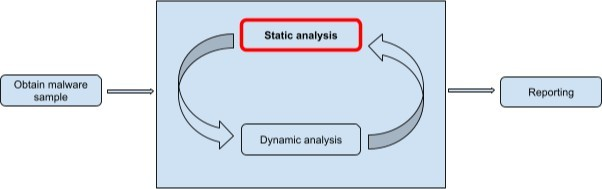 Static analysis
Obtain malware
sample
Dynamic analysis
Reporting